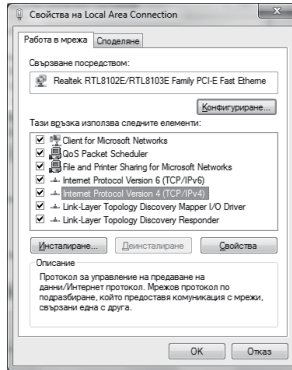 Свойства на Local Area Connection
Работа в мрежа Споделяне
Свързване посредством:
Realtek RTL8102E/RTL8103E Family PCI-E Fast Etherne
Конфигуриране...
Тази връзка използва следните елементи:
Client for Microsoft Networks
QoS Packet Scheduler
File and Printer Sharing for Microsoft Networks
Internet Protocol Version 6 (TCP/IPv6)
Internet Protocol Version 4 (TCP/IPv4)
Link-Layer Topology Discovery Mapper I/O Driver
Link-Layer Topology Discovery Responder
Инсталиране... Деинсталиране Свойства
Описание
Протокол за управление на предаване на
данни/Интернет протокол. Мрежов протокол по
подразбиране, който предоставя комуникация с мрежи,
свързани една с друга.
OK Отказ